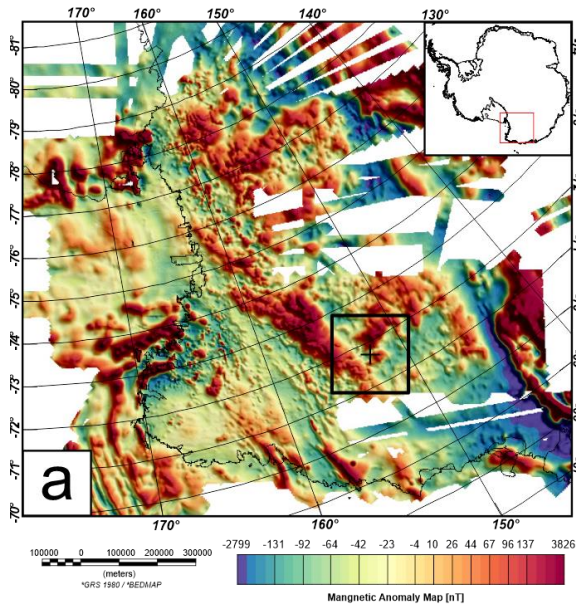 170° 160° 150° 140° 130°
-81°
-80°
-79°
-78°
-77°
-76°
-75°
-74°
-73°
-72°
-71°
-70°
a
170° 160° 150°
100000 0 100000 200000 300000
(meters)
*GRS 1980 / *BEDMAP
-2799 -131 -92 -64 -42 -23 -4 10 26 44 67 96 137 3826
Mangnetic Anomaly Map [nT]